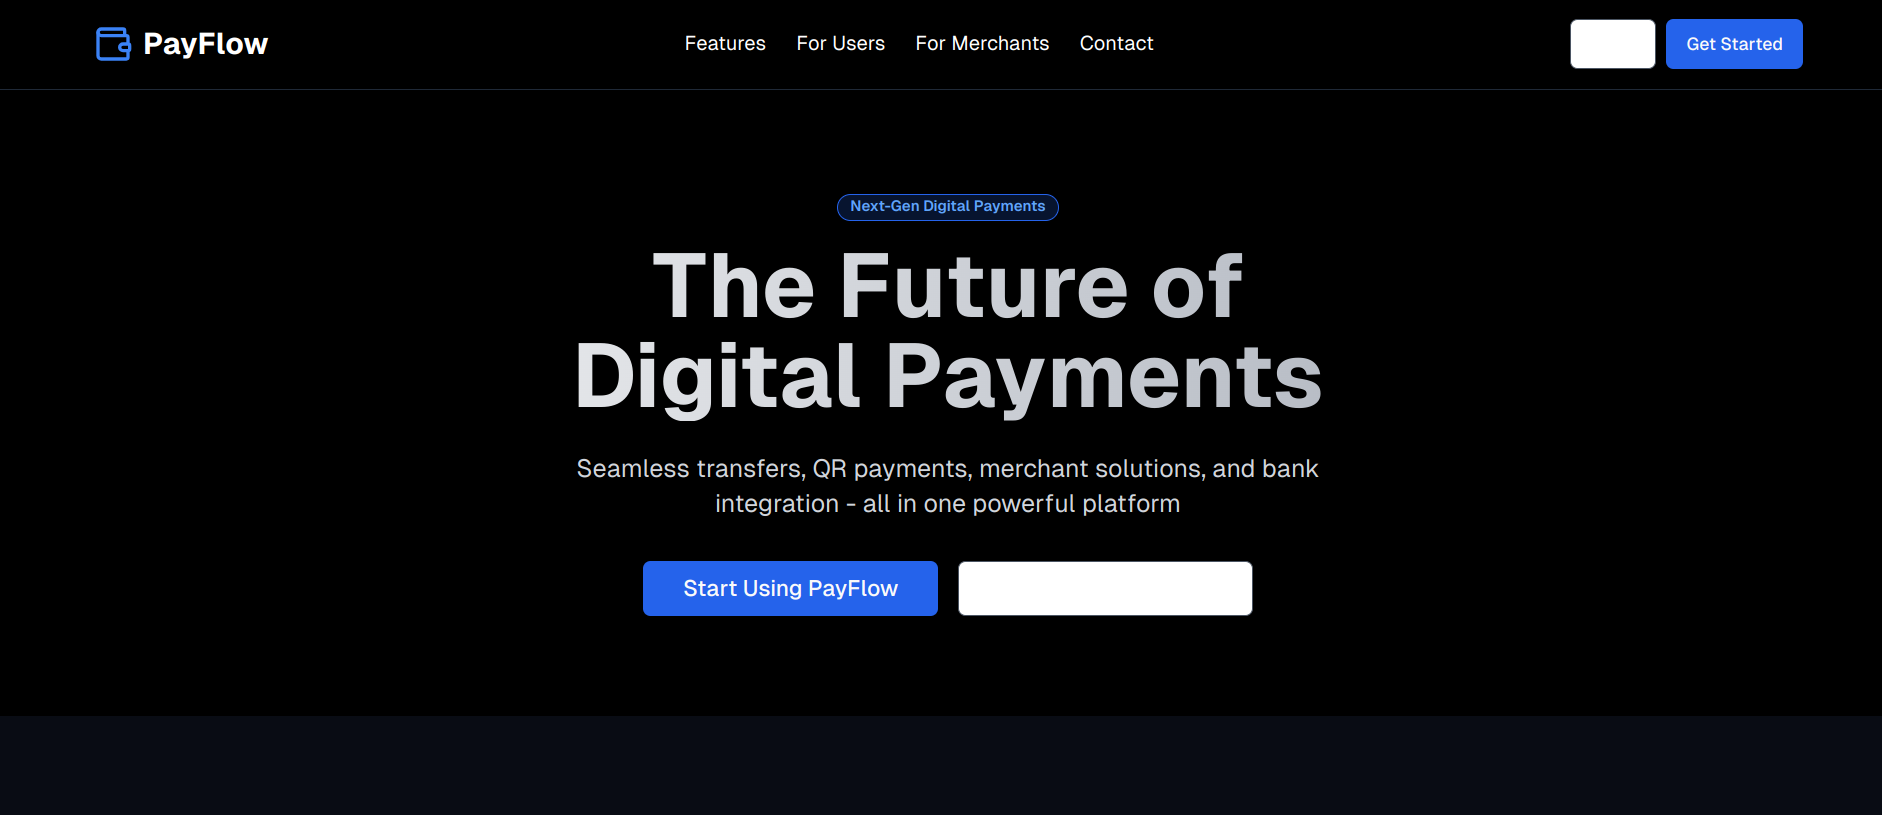 PayFlow
Features
For Users
For Merchants
Contact
Get Started
Next-Gen Digital Payments
The Future of
Digital Payments
Seamless transfers, QR payments, merchant solutions, and bank
integration - all in one powerful platform
Start Using PayFlow